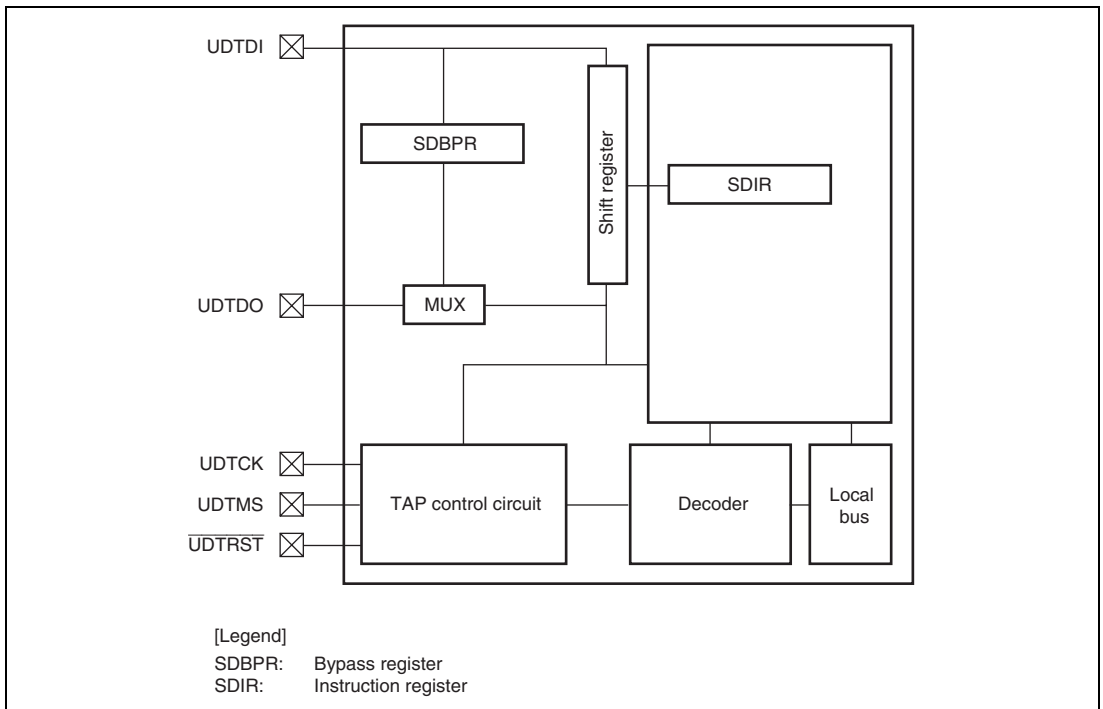 UDTDI
SDBPR
Shift register
SDIR
UDTDO
MUX
UDTCK
UDTMS
UDTRST
TAP control circuit
Decoder
Local
bus
[Legend]
SDBPR: Bypass register
SDIR: Instruction register